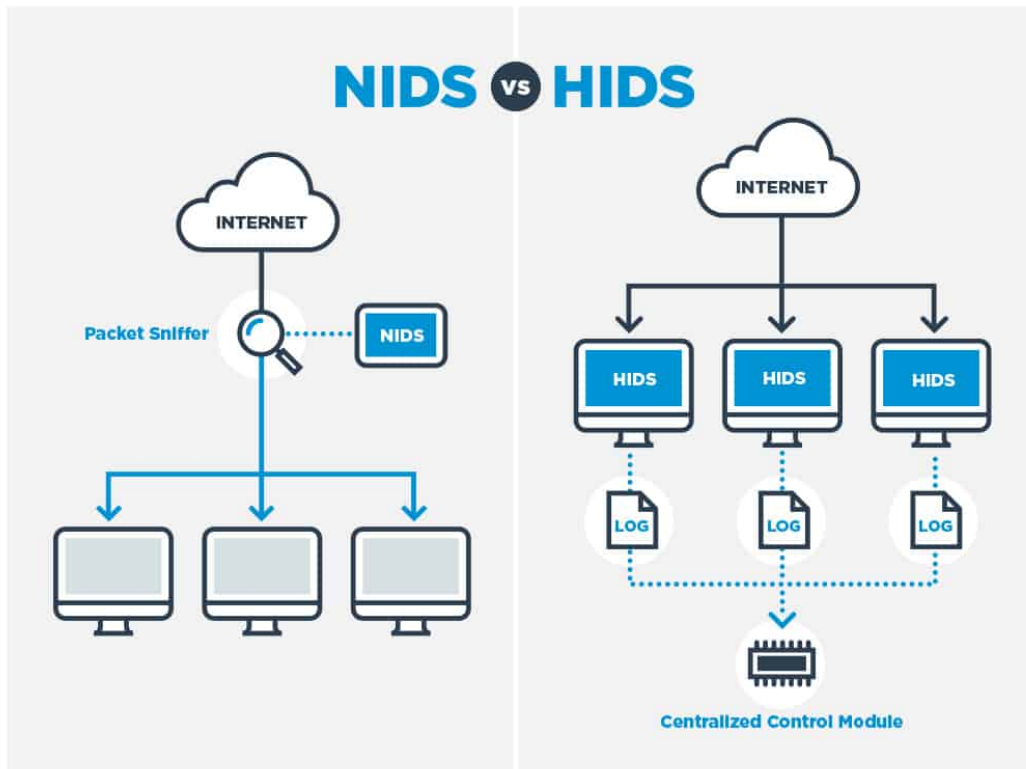 NIDS vs HIDS
INTERNET
Packet Sniffer
NIDS
INTERNET
HIDS
HIDS
HIDS
LOG
LOG
LOG
Centralized Control Module